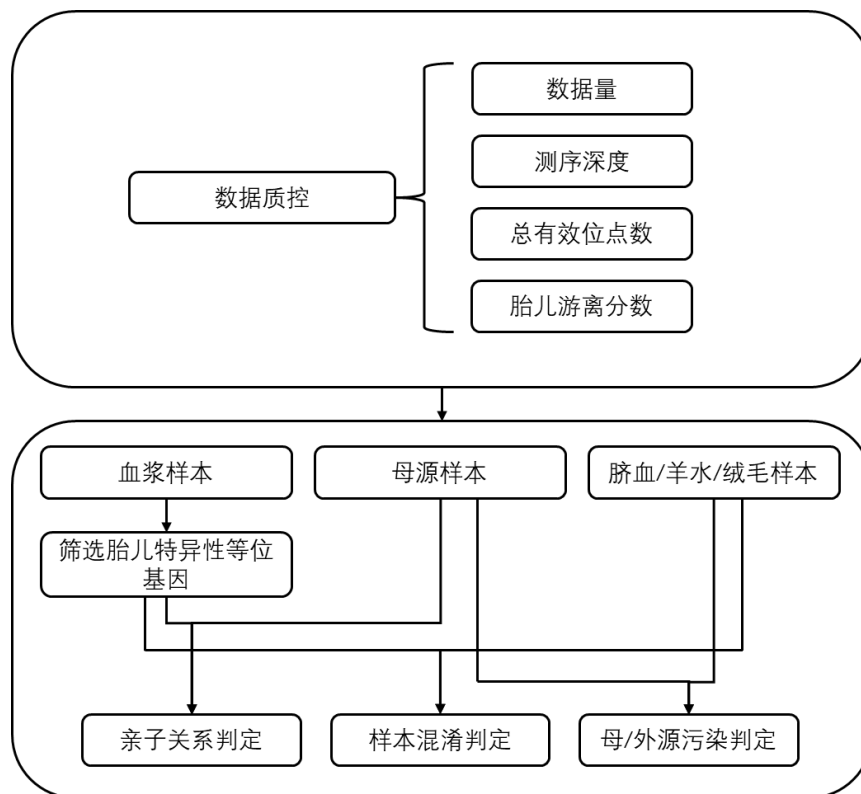 数据量
测序深度
数据质控
总有效位点数
胎儿游离分数
血浆样本
母源样本
脐血/羊水/绒毛样本
筛选胎儿特异性等位
基因
亲子关系判定
样本混淆判定
母/外源污染判定